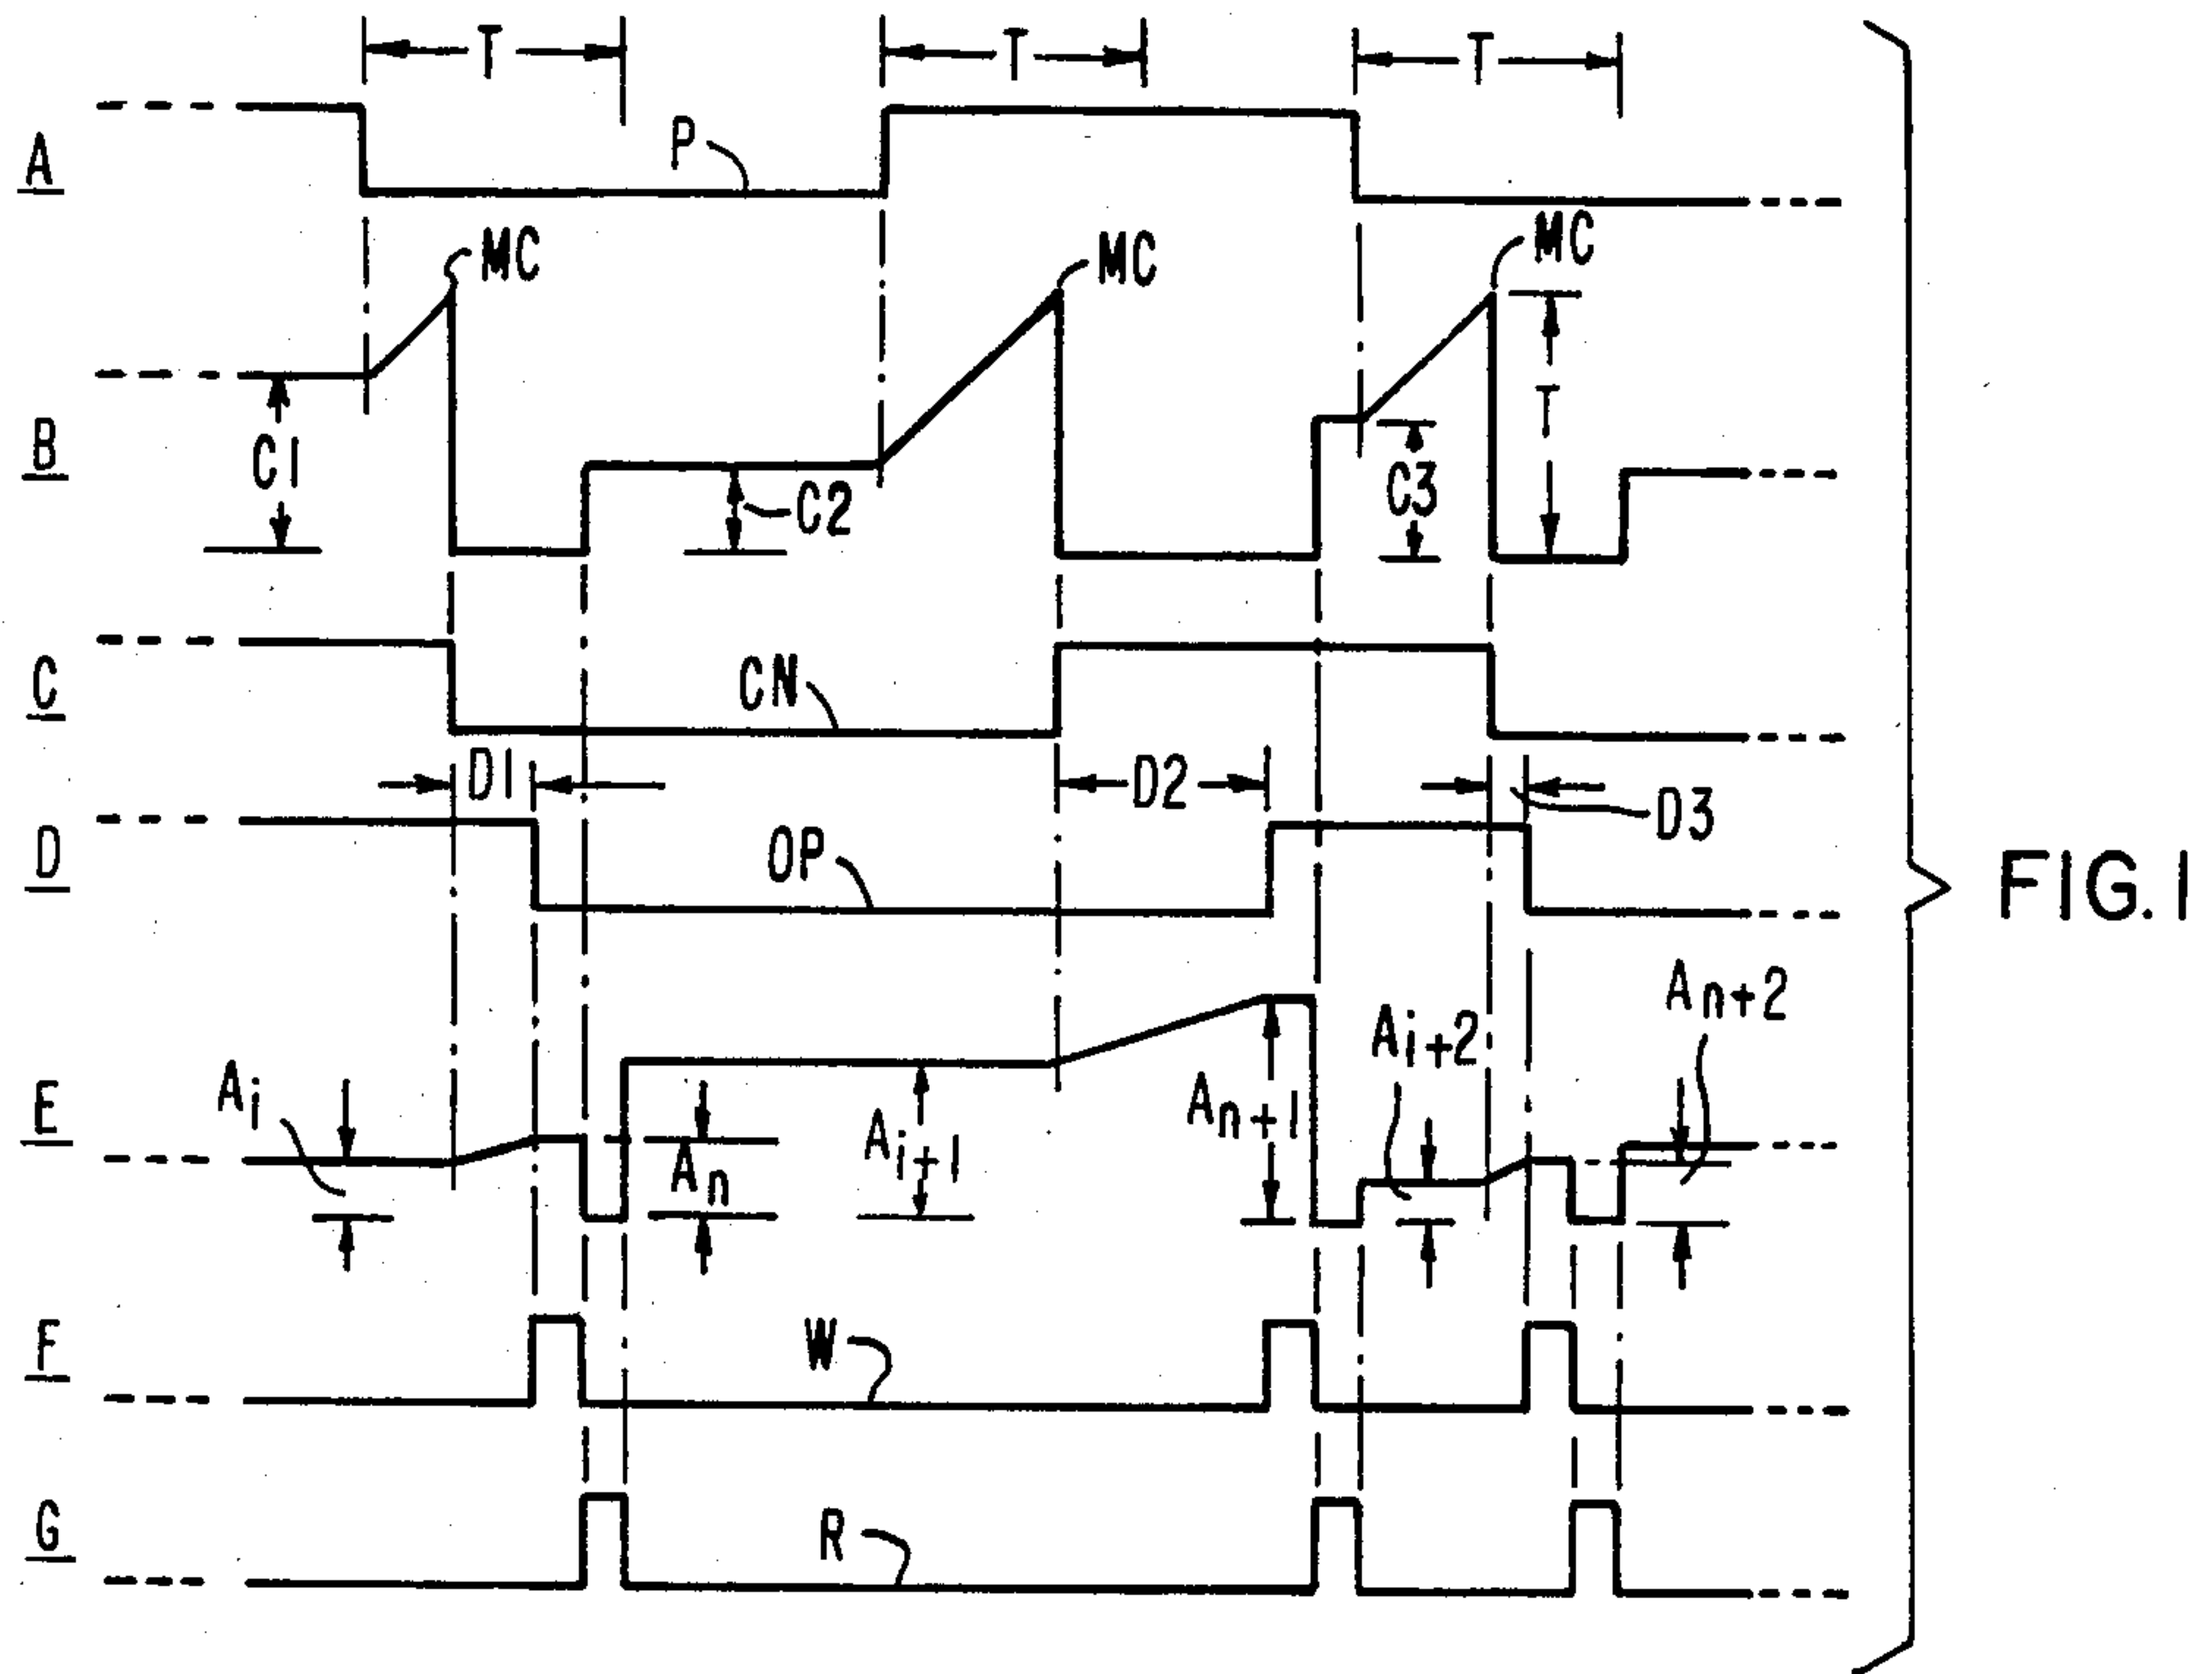 T T T
A P
MC MC MC
B C1 C2 C3 T
C CN
D1 D2 D3
D OP
FIG.1
E Ai An Ai+1 An+1 Ai+2 An+2
F W
G R